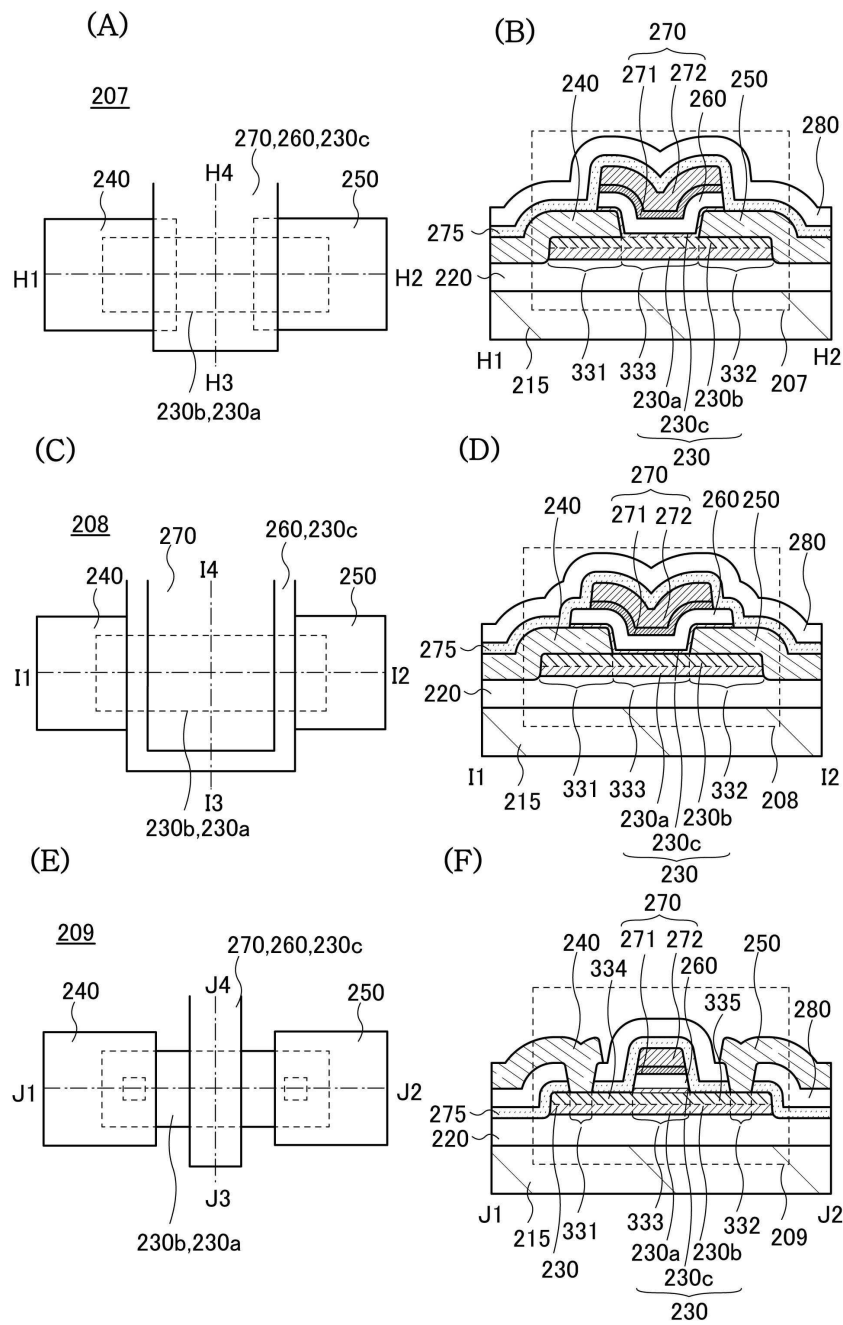 (A)
207
240
H4
270,260,230c
250
H1
H2
H3
230b,230a
(B)
270
240
271
272
260
250
280
275
220
H1
H2
215
331
333
332
207
230a
230b
230c
230
(C)
208
270
260,230c
240
I4
250
I1
I2
I3
230b,230a
(D)
270
240
271
272
260
250
280
275
220
I1
I2
215
331
333
332
208
230a
230b
230c
230
(E)
209
270,260,230c
240
J4
250
J1
J2
J3
230b,230a
(F)
270
240
271
272
250
334
260
335
280
275
220
J1
J2
215
331
333
332
209
230
230a
230b
230c
230